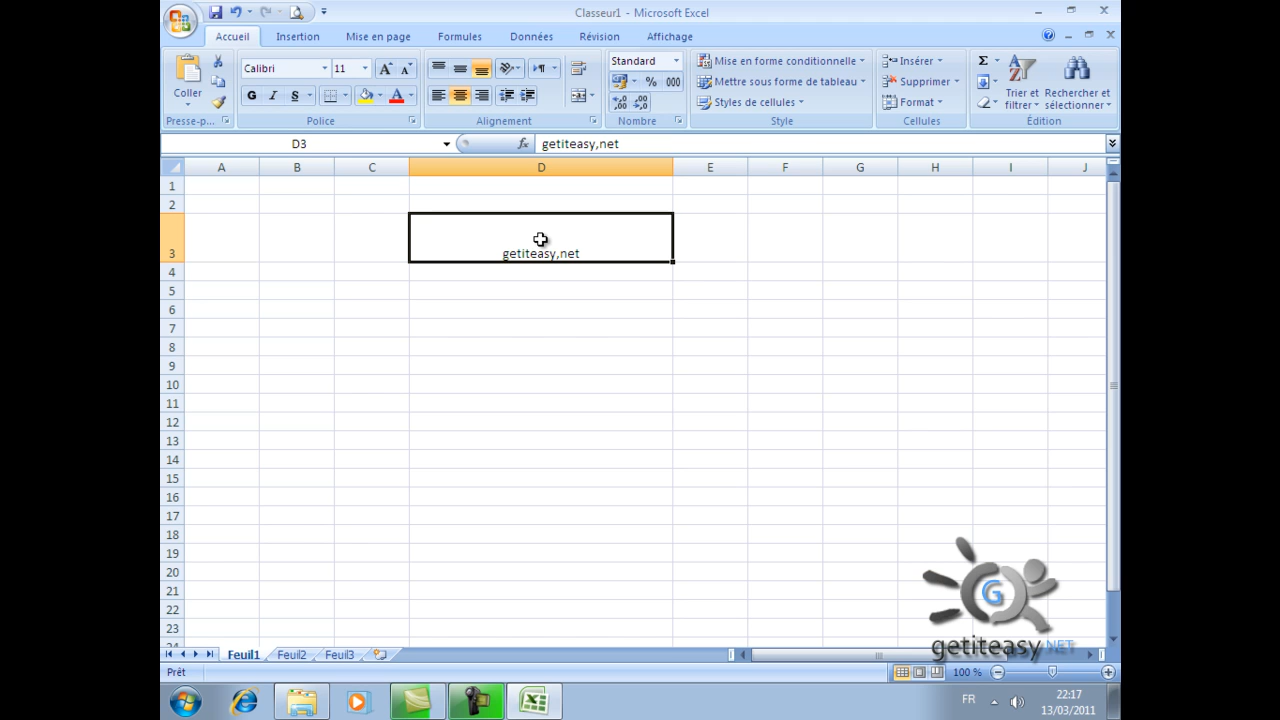 Classeur1 - Microsoft Excel
Accueil Insertion Mise en page Formules Données Révision Affichage
Calibri 11 Standard Mise en forme conditionnelle Insérer
Coller Mettre sous forme de tableau Supprimer Trier et filtrer Rechercher et sélectionner
G I S % 000 Styles de cellules Format
Presse-p... Police Alignement Nombre Style Cellules Édition
D3 fx getiteasy,net
A B C D E F G H I J
1
2
3 getiteasy,net
4
5
6
7
8
9
10
11
12
13
14
15
16
17
18
19
20
21
22
23
24
G
getiteasy.NET
Feuil1 Feuil2 Feuil3
Prêt 100 %
FR 22:17
13/03/2011